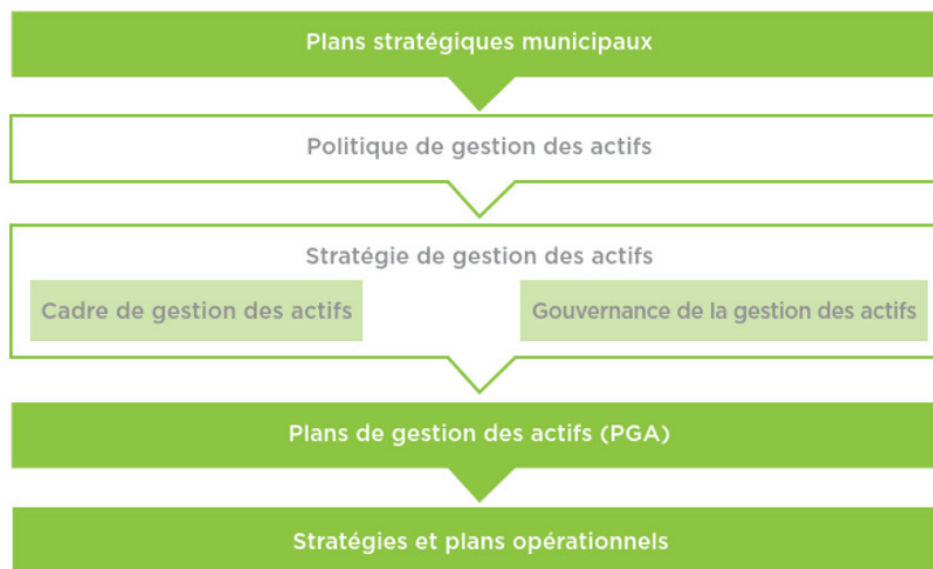 Plans stratégiques municipaux
Politique de gestion des actifs
Stratégie de gestion des actifs
Cadre de gestion des actifs
Gouvernance de la gestion des actifs
Plans de gestion des actifs (PGA)
Stratégies et plans opérationnels